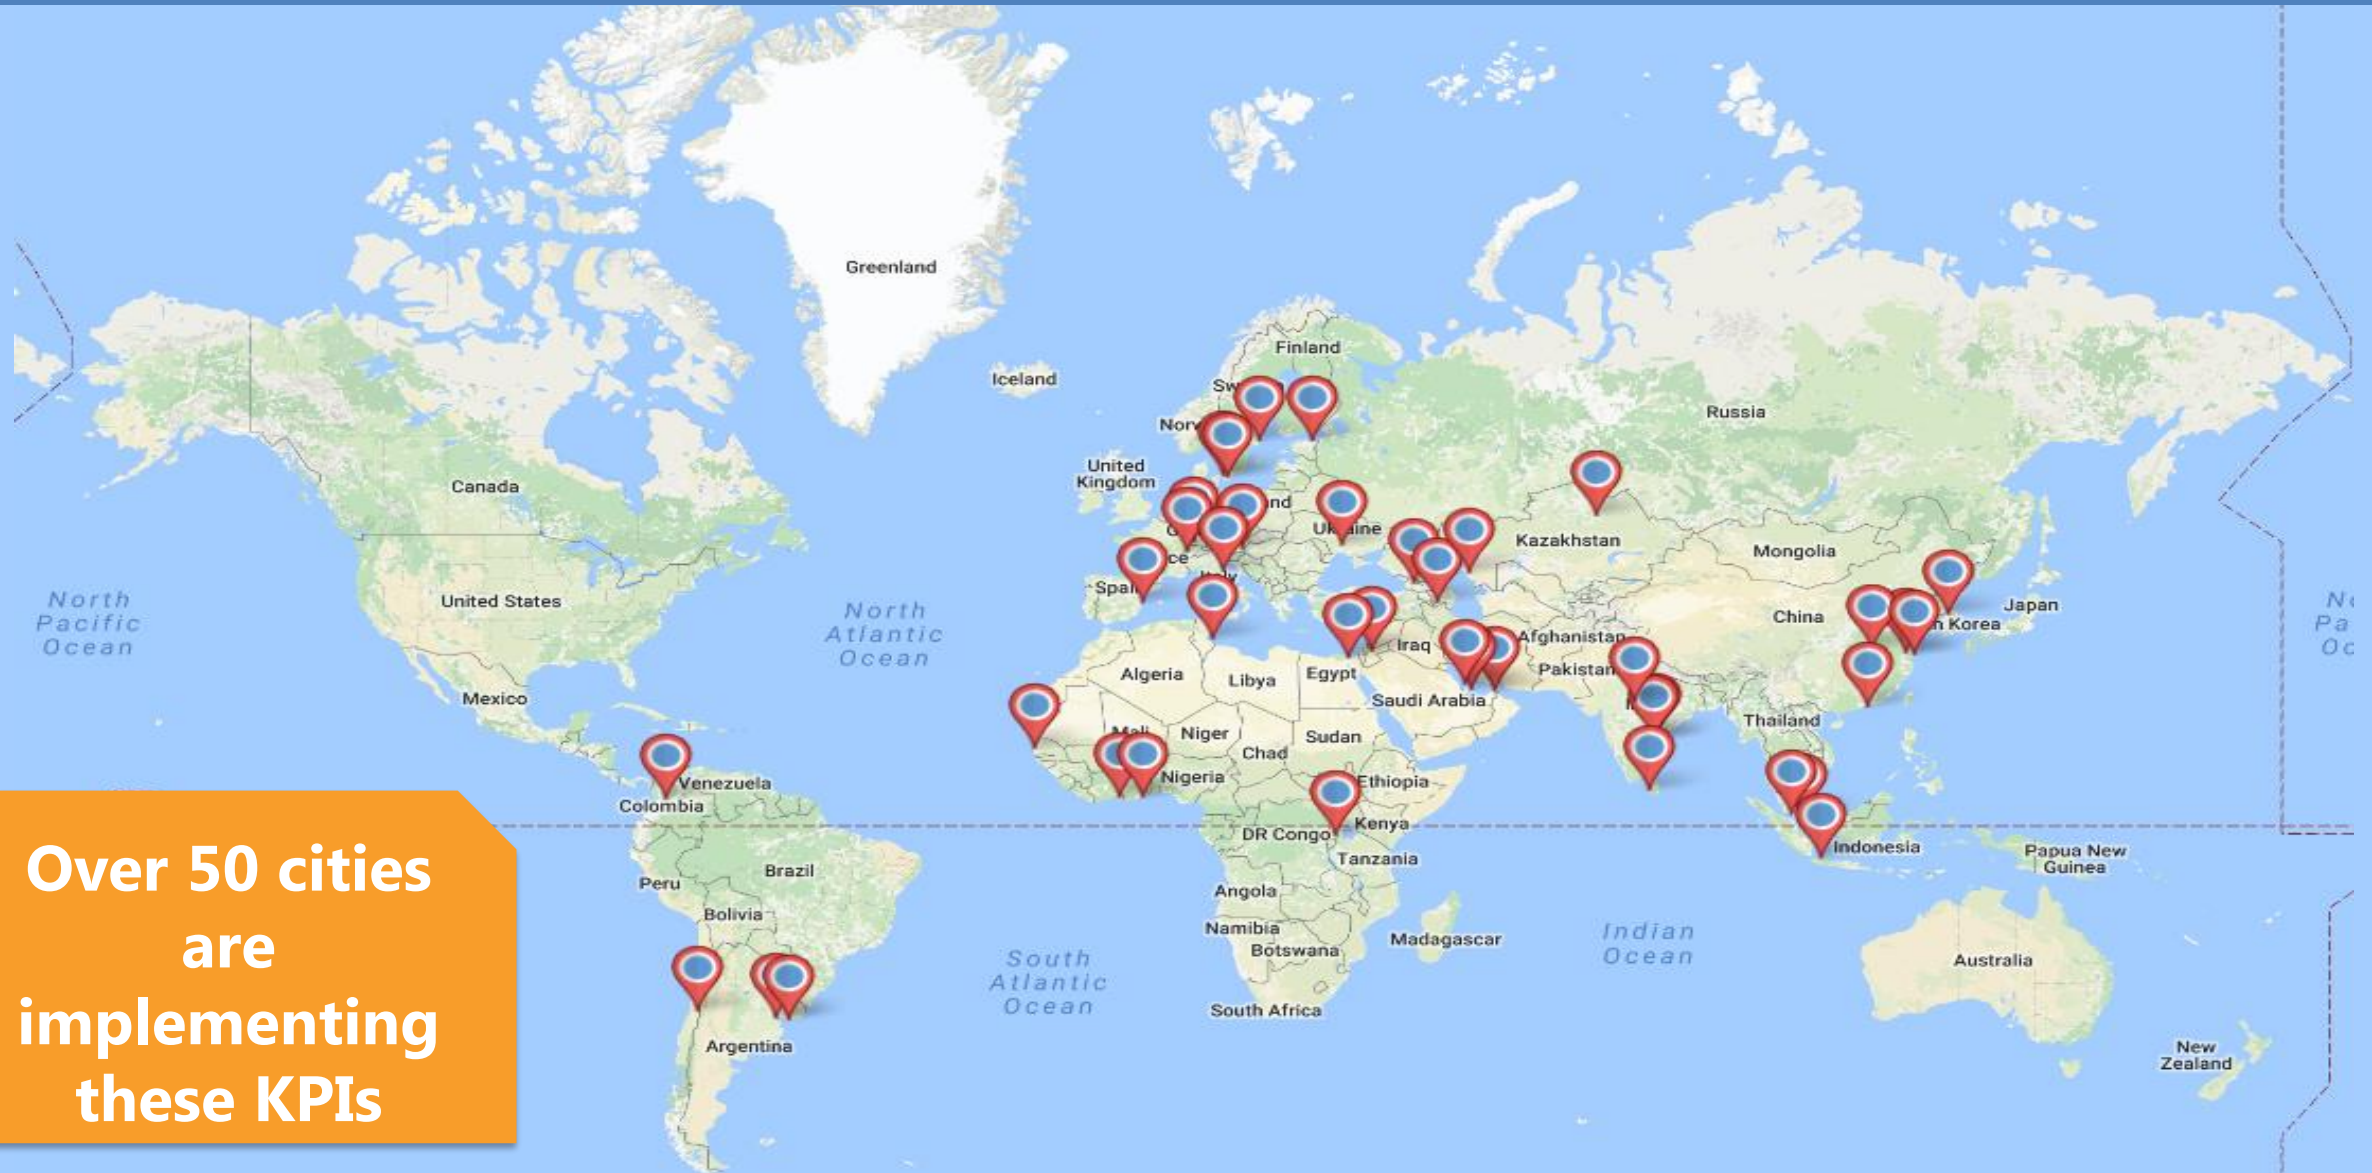 Greenland
Finland
Iceland
Russia
United
Kingdom
Canada
Kazakhstan
Mongolia
North
Pacific
Ocean
United States
North
Atlantic
Ocean
China
Japan
Afghanistan
Iraq
Algeria
Libya
Egypt
Pakistan
Saudi Arabia
Mexico
Mali
Niger
Chad
Sudan
Thailand
Venezuela
Nigeria
Ethiopia
Colombia
DR Congo
Kenya
Tanzania
Indonesia
Papua New
Guinea
Brazil
Peru
Angola
Bolivia
Namibia
Botswana
Madagascar
Indian
Ocean
Australia
South
Atlantic
Ocean
South Africa
Argentina
New
Zealand
Over 50 cities
are
implementing
these KPIs